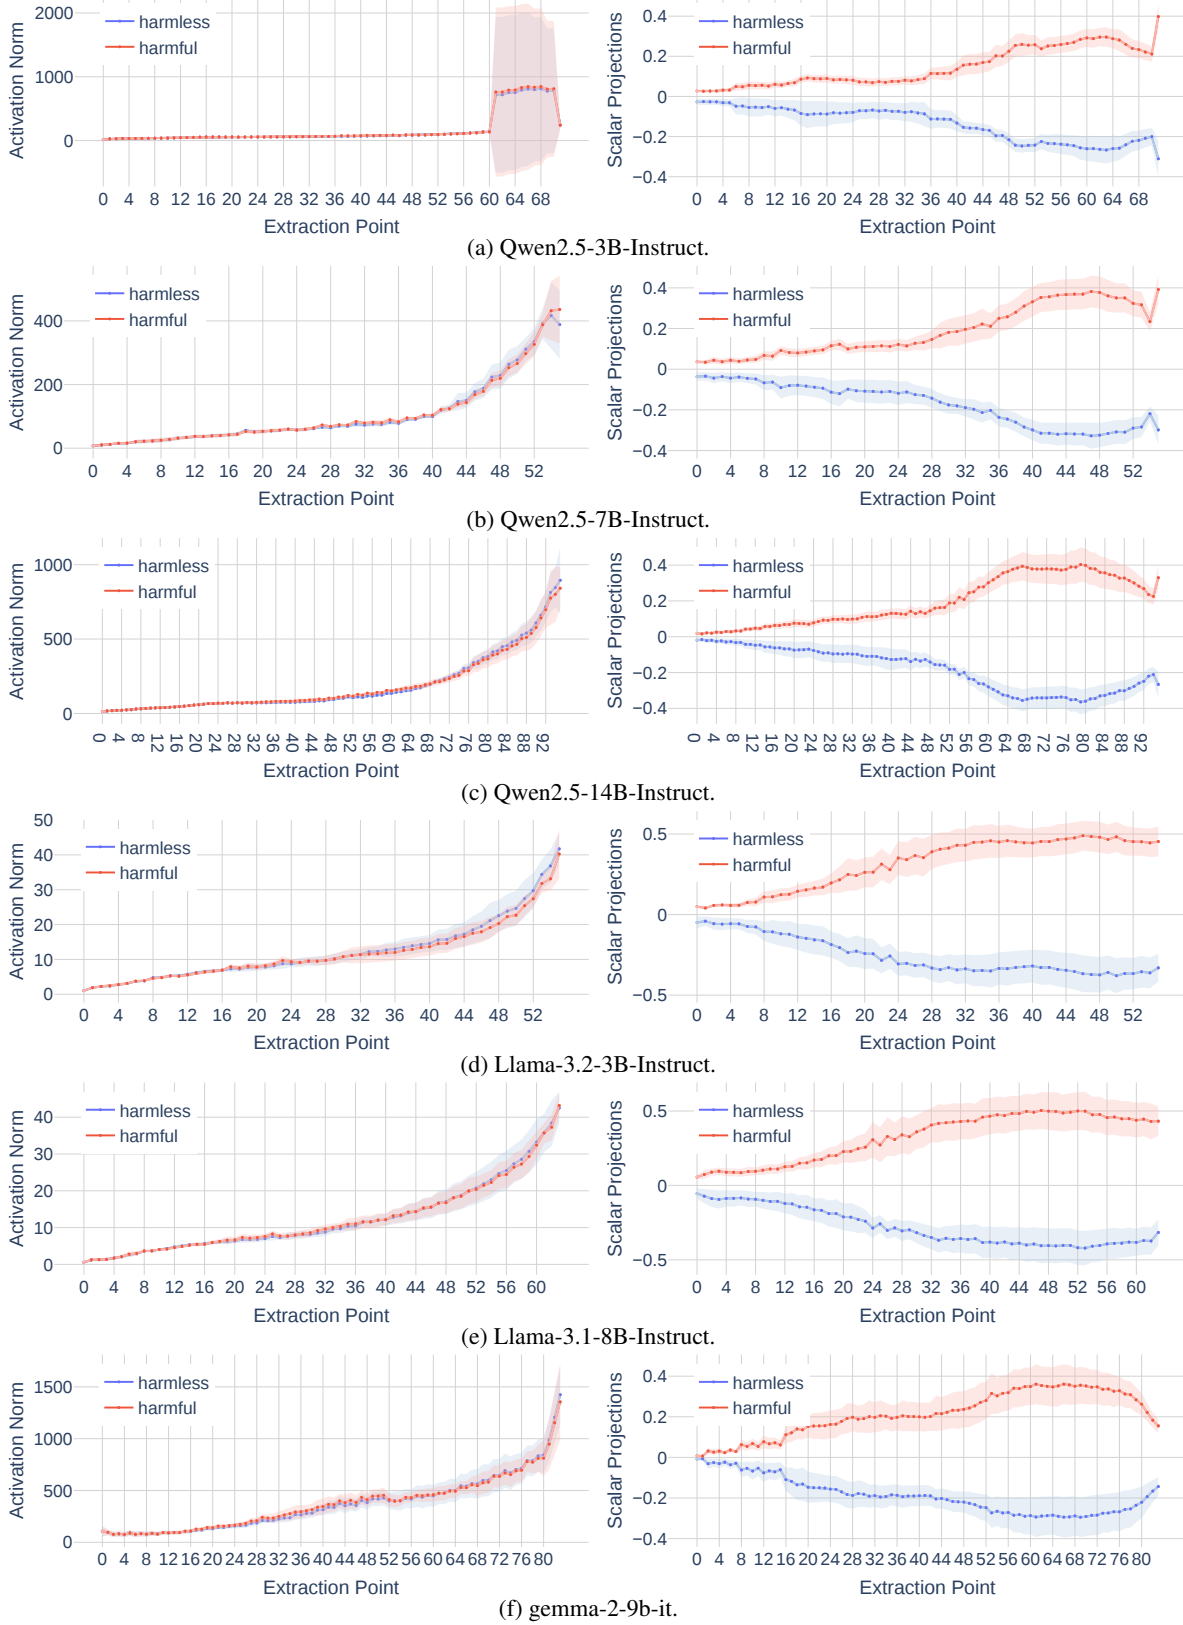 Activation Norm
2000
1000
0
harmless
harmful
0 4 8 12 16 20 24 28 32 36 40 44 48 52 56 60 64 68
Extraction Point
Scalar Projections
0.4
0.2
0
−0.2
−0.4
harmless
harmful
0 4 8 12 16 20 24 28 32 36 40 44 48 52 56 60 64 68
Extraction Point
(a) Qwen2.5-3B-Instruct.
Activation Norm
400
200
0
harmless
harmful
0 4 8 12 16 20 24 28 32 36 40 44 48 52
Extraction Point
Scalar Projections
0.4
0.2
0
−0.2
−0.4
harmless
harmful
0 4 8 12 16 20 24 28 32 36 40 44 48 52
Extraction Point
(b) Qwen2.5-7B-Instruct.
Activation Norm
1000
500
0
harmless
harmful
0 4 8 12 16 20 24 28 32 36 40 44 48 52 56 60 64 68 72 76 80 84 88 92
Extraction Point
Scalar Projections
0.4
0.2
0
−0.2
−0.4
harmless
harmful
0 4 8 12 16 20 24 28 32 36 40 44 48 52 56 60 64 68 72 76 80 84 88 92
Extraction Point
(c) Qwen2.5-14B-Instruct.
Activation Norm
50
40
30
20
10
0
harmless
harmful
0 4 8 12 16 20 24 28 32 36 40 44 48 52
Extraction Point
Scalar Projections
0.5
0
−0.5
harmless
harmful
0 4 8 12 16 20 24 28 32 36 40 44 48 52
Extraction Point
(d) Llama-3.2-3B-Instruct.
Activation Norm
40
30
20
10
0
harmless
harmful
0 4 8 12 16 20 24 28 32 36 40 44 48 52 56 60
Extraction Point
Scalar Projections
0.5
0
−0.5
harmless
harmful
0 4 8 12 16 20 24 28 32 36 40 44 48 52 56 60
Extraction Point
(e) Llama-3.1-8B-Instruct.
Activation Norm
1500
1000
500
0
harmless
harmful
0 4 8 12 16 20 24 28 32 36 40 44 48 52 56 60 64 68 72 76 80
Extraction Point
Scalar Projections
0.4
0.2
0
−0.2
−0.4
harmless
harmful
0 4 8 12 16 20 24 28 32 36 40 44 48 52 56 60 64 68 72 76 80
Extraction Point
(f) gemma-2-9b-it.